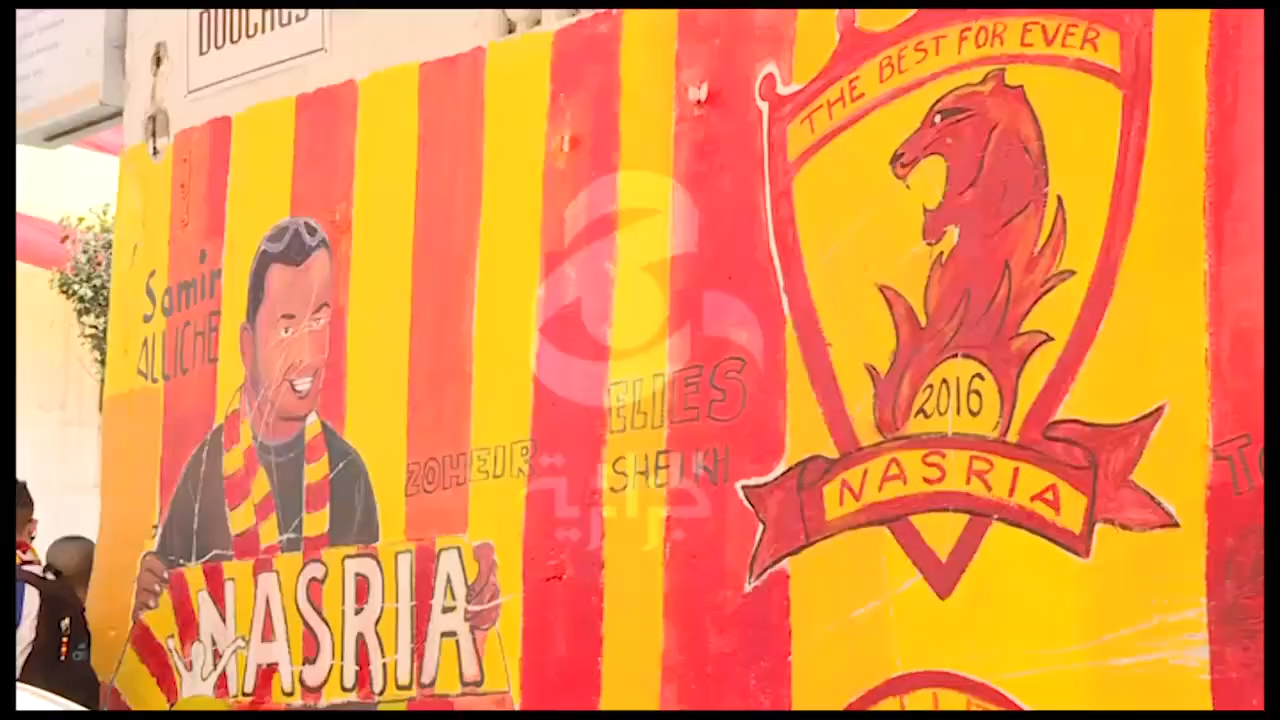 DOUCHES
THE BEST FOR EVER
Samir
ALLICHE
ELIES
SHEIKH
ZOHEIR
2016
NASRIA
NASRIA